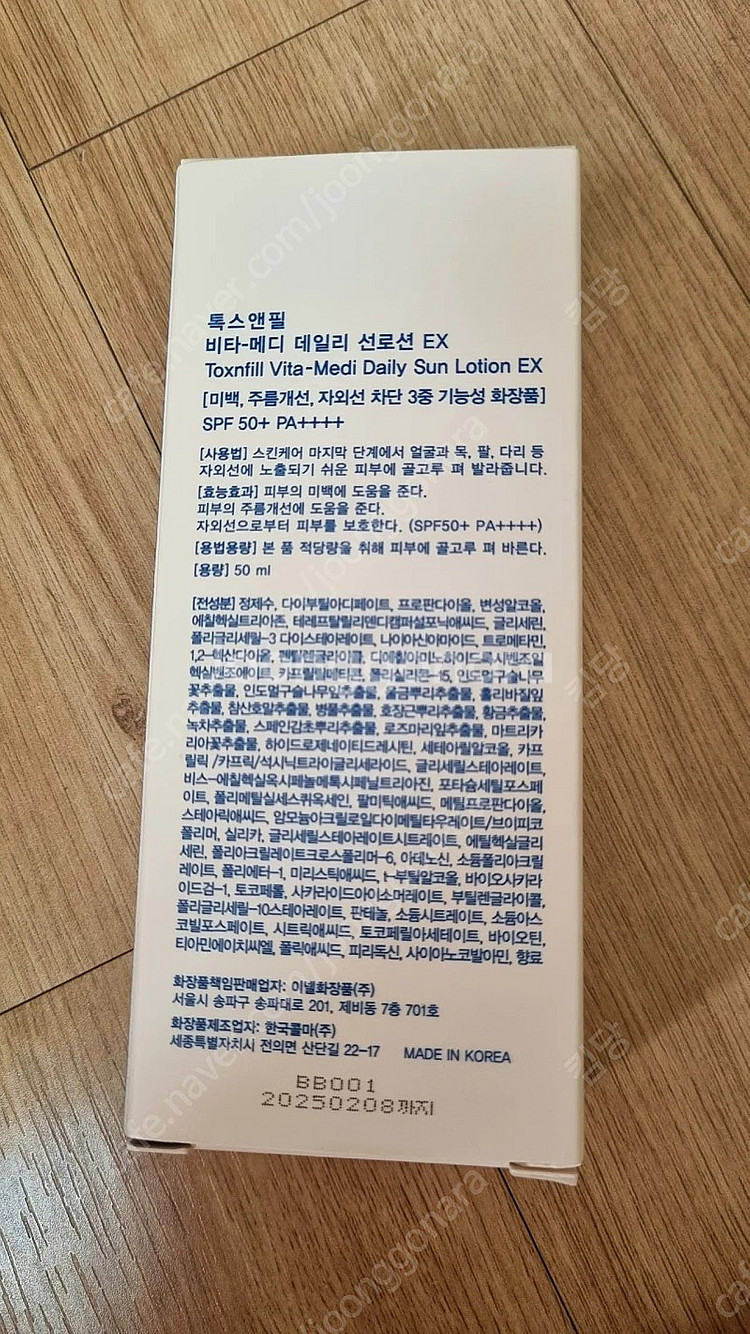 톡스앤필
비타-메디 데일리 선로션 EX
Toxnfill Vita-Medi Daily Sun Lotion EX
[미백, 주름개선, 자외선 차단 3중 기능성 화장품]
SPF 50+ PA++++
[사용법] 스킨케어 마지막 단계에서 얼굴과 목, 팔, 다리 등
자외선에 노출되기 쉬운 피부에 골고루 펴 발라줍니다.
[효능효과] 피부의 미백에 도움을 준다.
피부의 주름개선에 도움을 준다.
자외선으로부터 피부를 보호한다. (SPF50+ PA++++)
[용법용량] 본 품 적당량을 취해 피부에 골고루 펴 바른다.
[용량] 50 ml
[전성분] 정제수, 다이부틸아디페이트, 프로판다이올, 변성알코올,
에칠헥실트리아존, 테레프탈릴리덴디캠퍼설포닉애씨드, 글리세린,
폴리글리세릴-3 다이스테아레이트, 나이아신아마이드, 트로메타민,
1,2-헥산다이올, 펜틸렌글라이콜, 디에칠아미노하이드록시벤조일
헥실벤조에이트, 카프릴릴메티콘, 폴리실리콘-15, 인도멀구슬나무
꽃추출물, 인도멀구슬나무잎추출물, 울금뿌리추출물, 홀리바질잎
추출물, 참산호말추출물, 병풀추출물, 호장근뿌리추출물, 황금추출물,
녹차추출물, 스페인감초뿌리추출물, 로즈마리잎추출물, 마트리카
리아꽃추출물, 하이드로제네이티드레시틴, 세테아릴알코올, 카프
릴릭/카프릭/석시닉트라이글리세라이드, 글리세릴스테아레이트,
비스-에칠헥실옥시페놀메톡시페닐트리아진, 포타슘세틸포스페
이트, 폴리메틸실세스퀴옥세인, 팔미틱애씨드, 메틸프로판다이올,
스테아릭애씨드, 암모늄아크릴로일다이메틸타우레이트/브이피코
폴리머, 실리카, 글리세릴스테아레이트시트레이트, 에틸헥실글리
세린, 폴리아크릴레이트크로스폴리머-6, 아데노신, 소듐폴리아크릴
레이트, 폴리에터-1, 미리스틱애씨드, t-부틸알코올, 바이오사카라
이드검-1, 토코페롤, 사카라이드아이소머레이트, 부틸렌글라이콜,
폴리글리세릴-10스테아레이트, 판테놀, 소듐시트레이트, 소듐아스
코빌포스페이트, 시트릭애씨드, 토코페릴아세테이트, 바이오틴,
티아민에이치씨엘, 폴릭애씨드, 피리독신, 사이아노코발아민, 향료
화장품책임판매업자: 이넬화장품(주)
서울시 송파구 송파대로 201, 제비동 7층 701호
화장품제조업자: 한국콜마(주)
세종특별자치시 전의면 산단길 22-17 MADE IN KOREA
BB001
20250208까지
cafe.naver.com/joonggonara
킴망